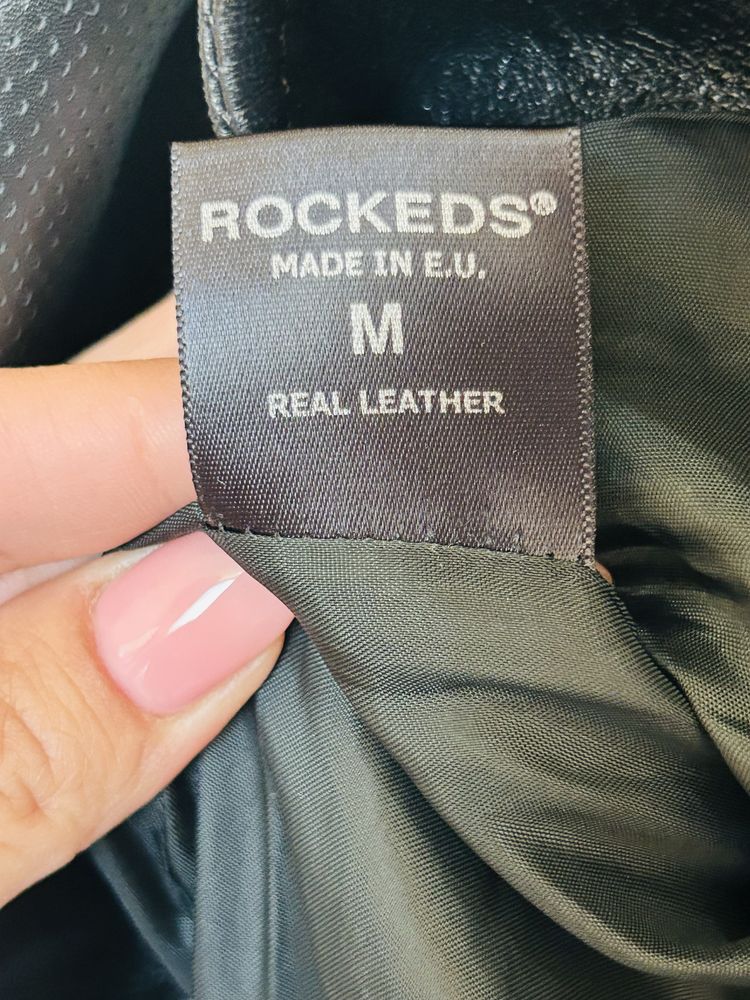 ROCKEDS®
MADE IN E.U.
M
REAL LEATHER